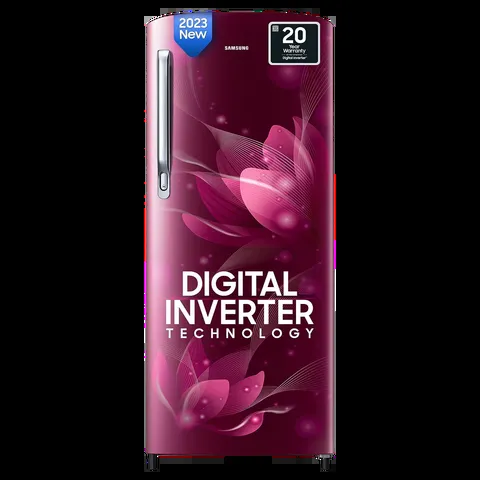 2023
New
SAMSUNG
20
Year
Warranty
Digital Inverter
DIGITAL
INVERTER
TECHNOLOGY